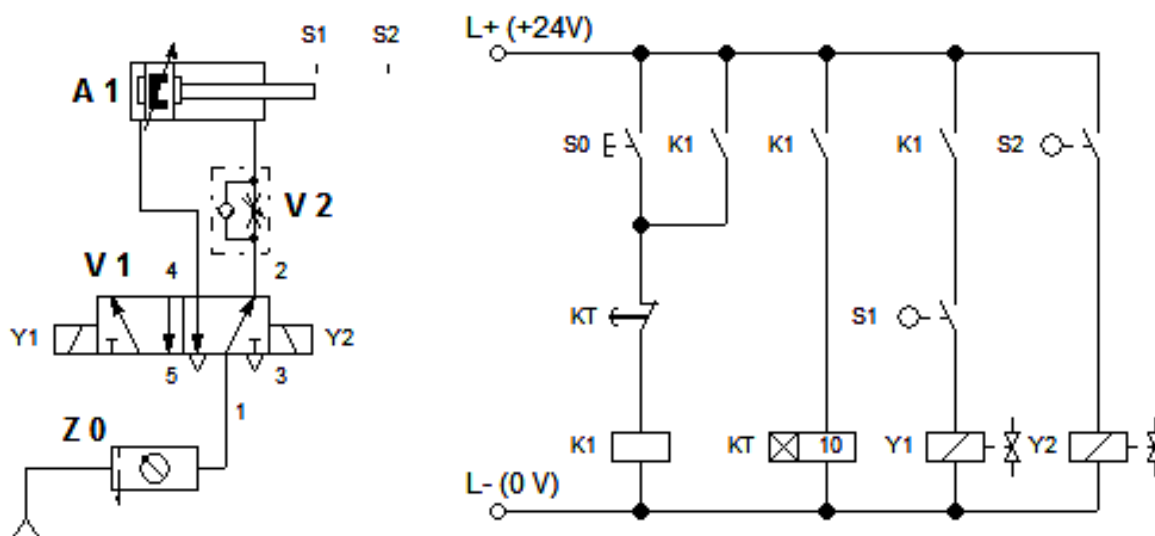 S1 S2
A 1
V 2
V 1 4 2
Y1 Y2
5 3
1
Z 0
L+ (+24V)
S0 K1 K1 K1 S2
KT S1
K1 KT 10 Y1 Y2
L- (0 V)